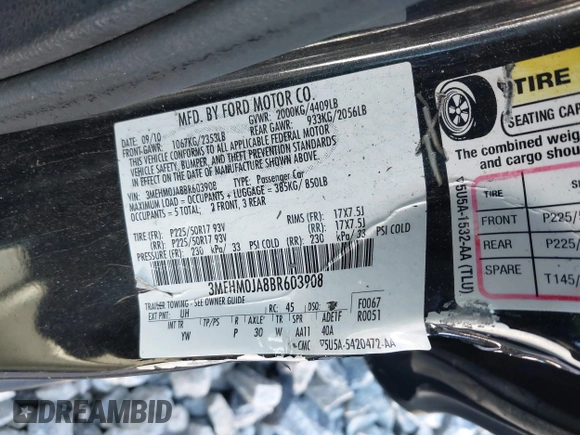 MFD. BY FORD MOTOR CO.
DATE: 09/10
GVWR: 2000KG/4409LB
FRONT GAWR: 1067KG/2353LB
REAR GAWR: 933KG/2056LB
THIS VEHICLE CONFORMS TO ALL APPLICABLE FEDERAL MOTOR
VEHICLE SAFETY, BUMPER, AND THEFT PREVENTION STANDARDS
IN EFFECT ON THE DATE OF MANUFACTURE SHOWN ABOVE.
VIN: 3MEHM0JA8BR603908 TYPE: Passenger Car
MAXIMUM LOAD = OCCUPANTS + LUGGAGE = 385KG/ 850LB
OCCUPANTS = 5 TOTAL; 2 FRONT, 3 REAR
TIRE (FR): P225/50R17 93V RIMS (FR): 17X7.5J
(RR): P225/50R17 93V (RR): 17X7.5J
PRESSURE (FR): 230 kPa/ 33 PSI COLD (RR): 230 kPa/ 33 PSI COLD
3MEHM0JA8BR603908
TRAILER TOWING - SEE OWNER GUIDE
EXT PNT: UH RC: 45 DSO: F0067
R0051
INT TR TP/PS R AXLE TR SPR
YW P 30 W AA11 40A
CMC 5U5A-5420472-AA
TIRE
SEATING CA
The combined weig
and cargo shou
5U5A-1532-AA (TLU)
TIRE
FRONT P225/
REAR P225/
SPARE T145/
DREAMBID